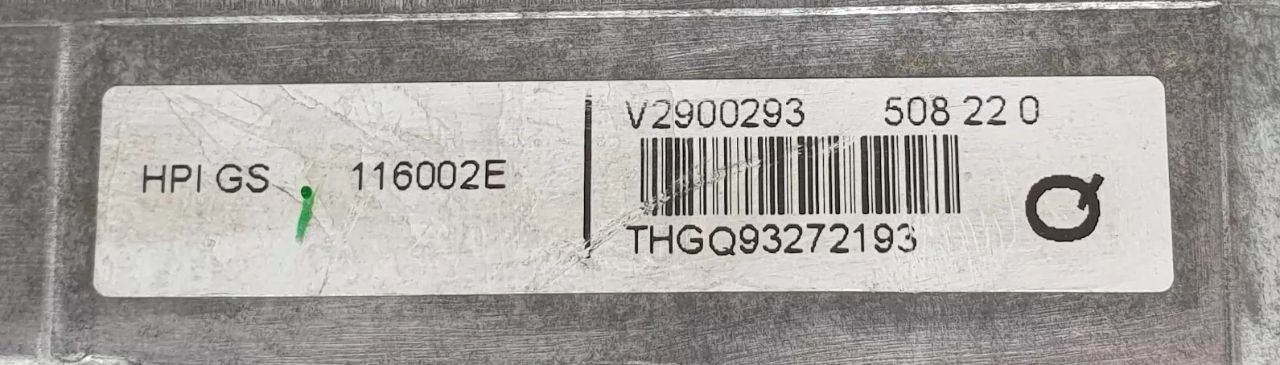 HPI GS 116002E
V2900293 508 22 0
THGQ93272193
Q